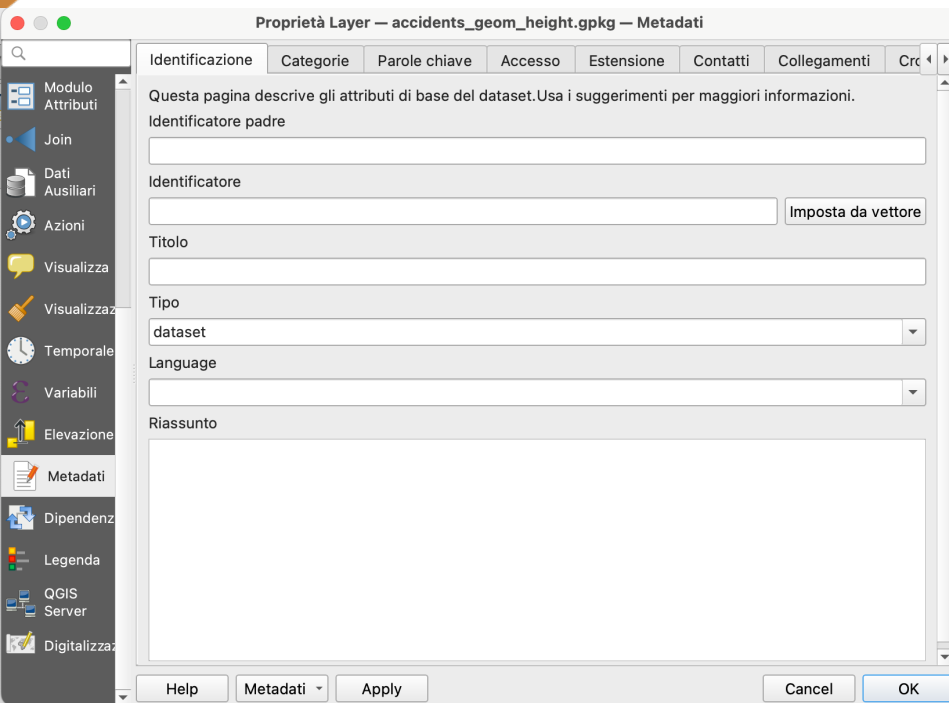 Proprietà Layer — accidents_geom_height.gpkg — Metadati
Identificazione Categorie Parole chiave Accesso Estensione Contatti Collegamenti Cro
Modulo
Attributi
Join
Dati
Ausiliari
Azioni
Visualizza
Visualizzaz
Temporale
Variabili
Elevazione
Metadati
Dipendenz
Legenda
QGIS
Server
Digitalizzaz
Questa pagina descrive gli attributi di base del dataset.Usa i suggerimenti per maggiori informazioni.
Identificatore padre
Identificatore
Imposta da vettore
Titolo
Tipo
dataset
Language
Riassunto
Help Metadati Apply Cancel OK